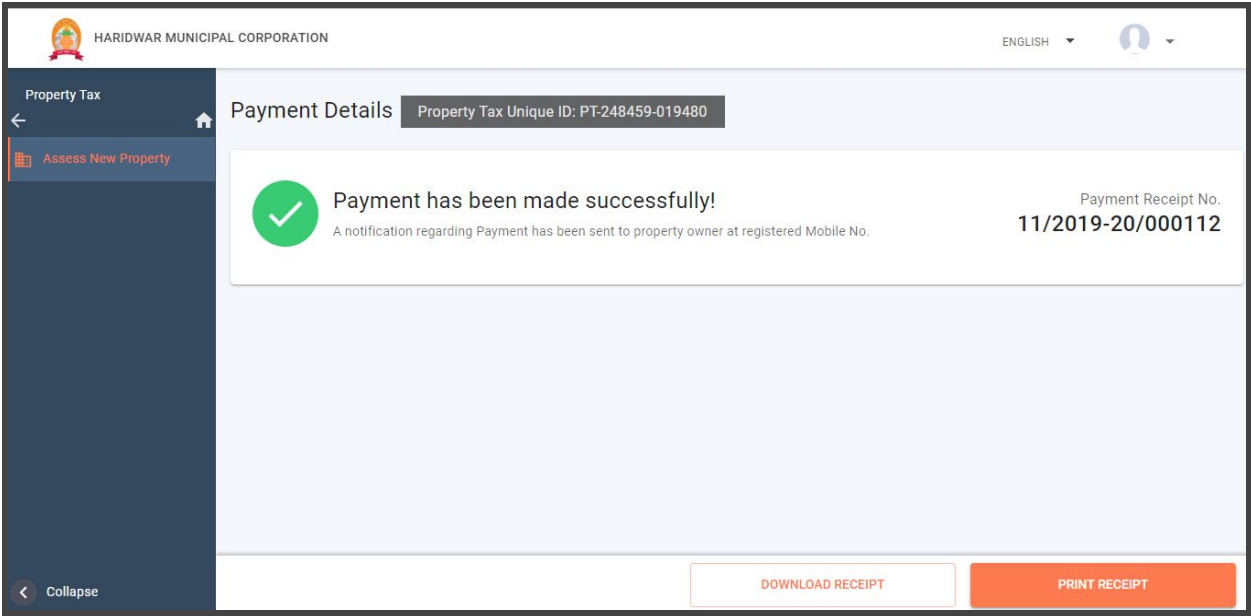 HARIDWAR MUNICIPAL CORPORATION
ENGLISH
Property Tax
Assess New Property
Payment Details
Property Tax Unique ID: PT-248459-019480
Payment has been made successfully!
A notification regarding Payment has been sent to property owner at registered Mobile No.
Payment Receipt No.
11/2019-20/000112
Collapse
DOWNLOAD RECEIPT
PRINT RECEIPT